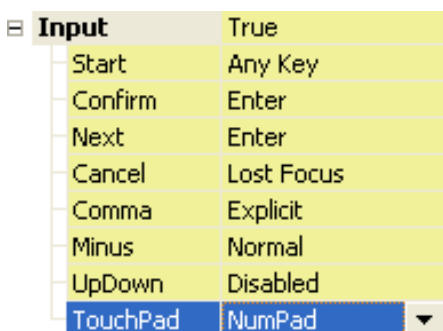 Input True
Start Any Key
Confirm Enter
Next Enter
Cancel Lost Focus
Comma Explicit
Minus Normal
UpDown Disabled
TouchPad NumPad